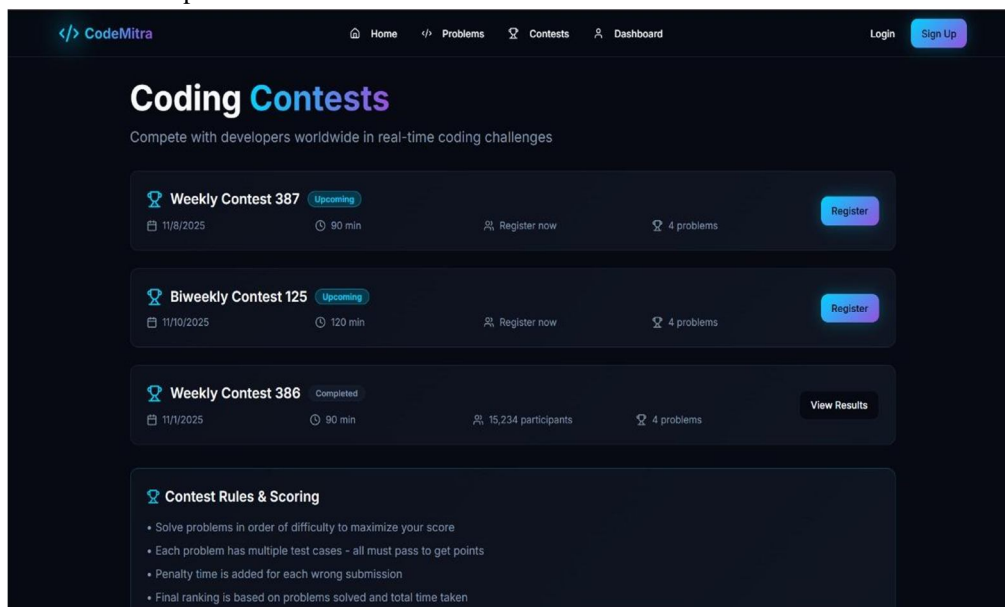 </> CodeMitra Home </> Problems Contests Dashboard Login Sign Up
Coding Contests
Compete with developers worldwide in real-time coding challenges
Weekly Contest 387 Upcoming
Register
11/8/2025 90 min Register now 4 problems
Biweekly Contest 125 Upcoming
Register
11/10/2025 120 min Register now 4 problems
Weekly Contest 386 Completed
View Results
11/1/2025 90 min 15,234 participants 4 problems
Contest Rules & Scoring
• Solve problems in order of difficulty to maximize your score
• Each problem has multiple test cases - all must pass to get points
• Penalty time is added for each wrong submission
• Final ranking is based on problems solved and total time taken